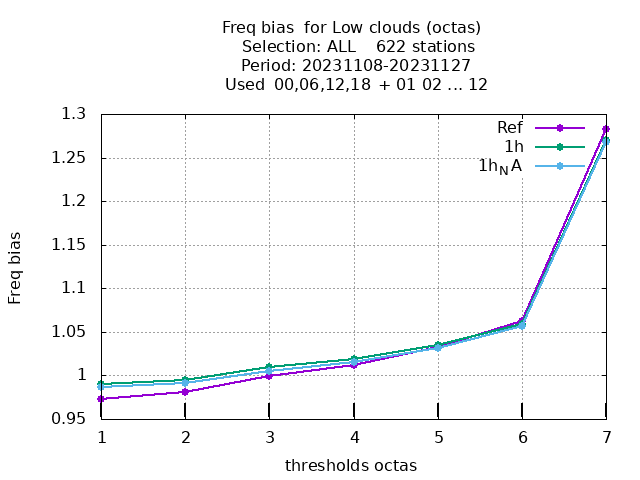 Freq bias  for Low clouds (octas)
Selection: ALL    622 stations
Period: 20231108-20231127
Used  00,06,12,18 + 01 02 ... 12
1.3
1.25
1.2
1.15
1.1
1.05
1
0.95
Freq bias
Ref
1h
1h_NA
1 2 3 4 5 6 7
thresholds octas